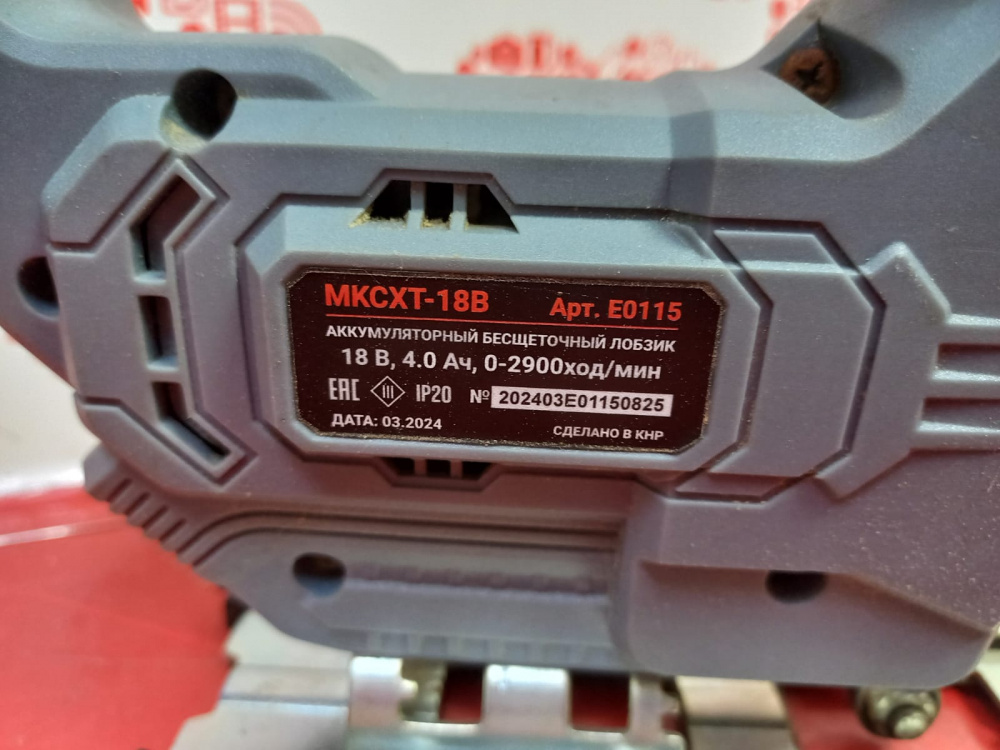 МКСХТ-18В Арт. Е0115
АККУМУЛЯТОРНЫЙ БЕСЩЕТОЧНЫЙ ЛОБЗИК
18 В, 4.0 Ач, 0-2900ход/мин
EAC IP20 № 202403E01150825
ДАТА: 03.2024 СДЕЛАНО В КНР